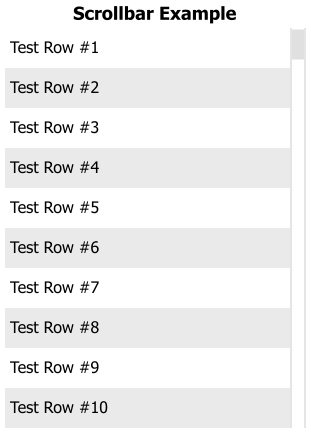 Scrollbar Example
Test Row #1
Test Row #2
Test Row #3
Test Row #4
Test Row #5
Test Row #6
Test Row #7
Test Row #8
Test Row #9
Test Row #10